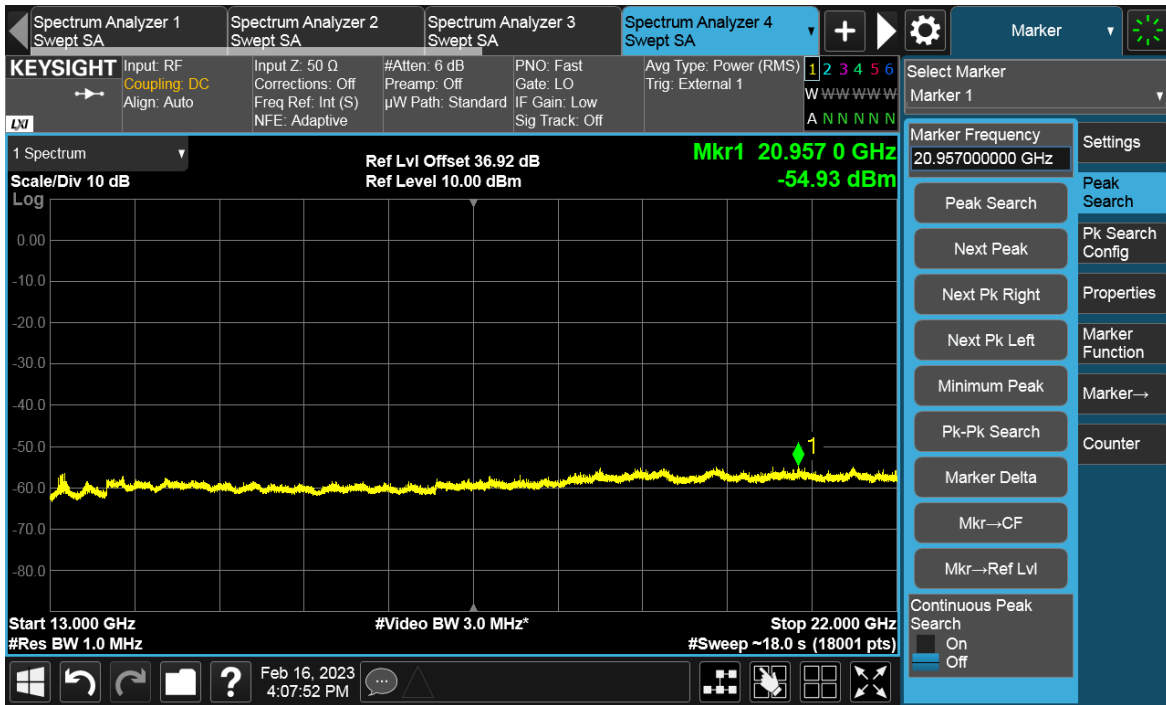 Spectrum Analyzer 1
Swept SA
Spectrum Analyzer 2
Swept SA
Spectrum Analyzer 3
Swept SA
Spectrum Analyzer 4
Swept SA
+
Marker
KEYSIGHT
LXI
Input: RF
Coupling: DC
Align: Auto
Input Z: 50 Ω
Corrections: Off
Freq Ref: Int (S)
NFE: Adaptive
#Atten: 6 dB
Preamp: Off
µW Path: Standard
PNO: Fast
Gate: LO
IF Gain: Low
Sig Track: Off
Avg Type: Power (RMS)
Trig: External 1
1 2 3 4 5 6
W W W W W W
A N N N N N
Select Marker
Marker 1
1 Spectrum
Scale/Div 10 dB
Log
Ref Lvl Offset 36.92 dB
Ref Level 10.00 dBm
Mkr1 20.957 0 GHz
-54.93 dBm
0.00
-10.0
-20.0
-30.0
-40.0
-50.0
-60.0
-70.0
-80.0
1
Start 13.000 GHz
#Res BW 1.0 MHz
#Video BW 3.0 MHz*
Stop 22.000 GHz
#Sweep ~18.0 s (18001 pts)
Marker Frequency
20.957000000 GHz
Peak Search
Next Peak
Next Pk Right
Next Pk Left
Minimum Peak
Pk-Pk Search
Marker Delta
Mkr→CF
Mkr→Ref Lvl
Continuous Peak
Search
On
Off
Settings
Peak
Search
Pk Search
Config
Properties
Marker
Function
Marker→
Counter
?
Feb 16, 2023
4:07:52 PM